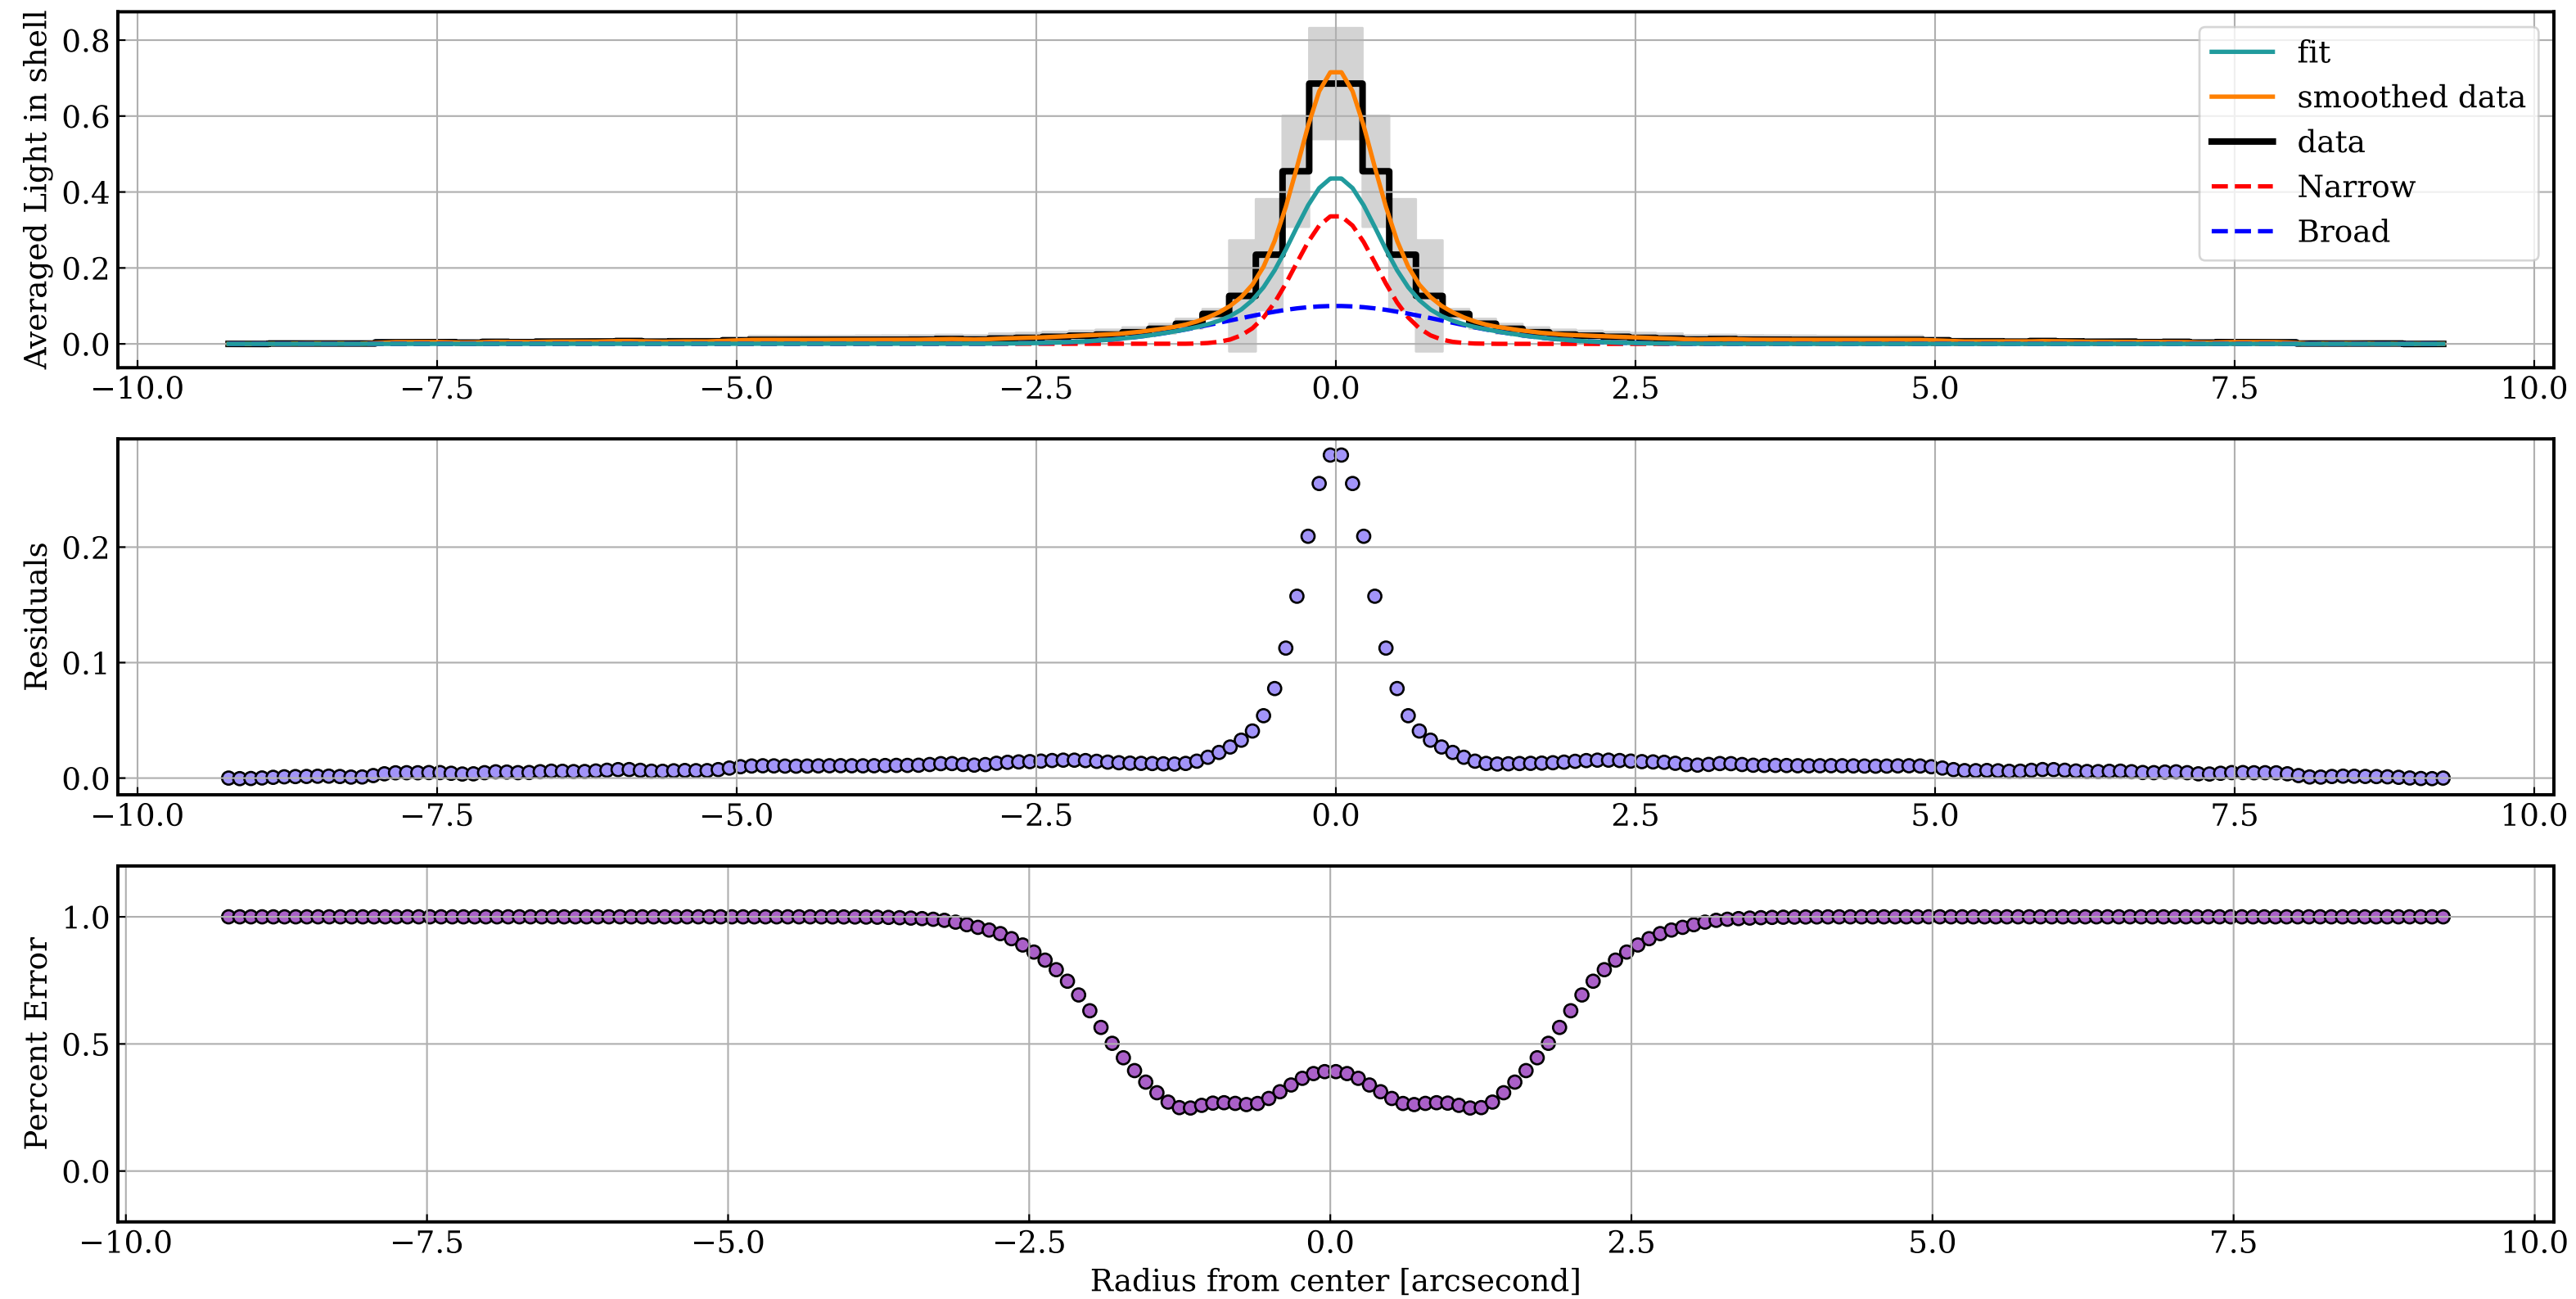 Averaged Light in shell
0.8
0.6
0.4
0.2
0.0
fit
smoothed data
data
Narrow
Broad
−10.0 −7.5 −5.0 −2.5 0.0 2.5 5.0 7.5 10.0
Residuals
0.2
0.1
0.0
−10.0 −7.5 −5.0 −2.5 0.0 2.5 5.0 7.5 10.0
Percent Error
1.0
0.5
0.0
−10.0 −7.5 −5.0 −2.5 0.0 2.5 5.0 7.5 10.0
Radius from center [arcsecond]